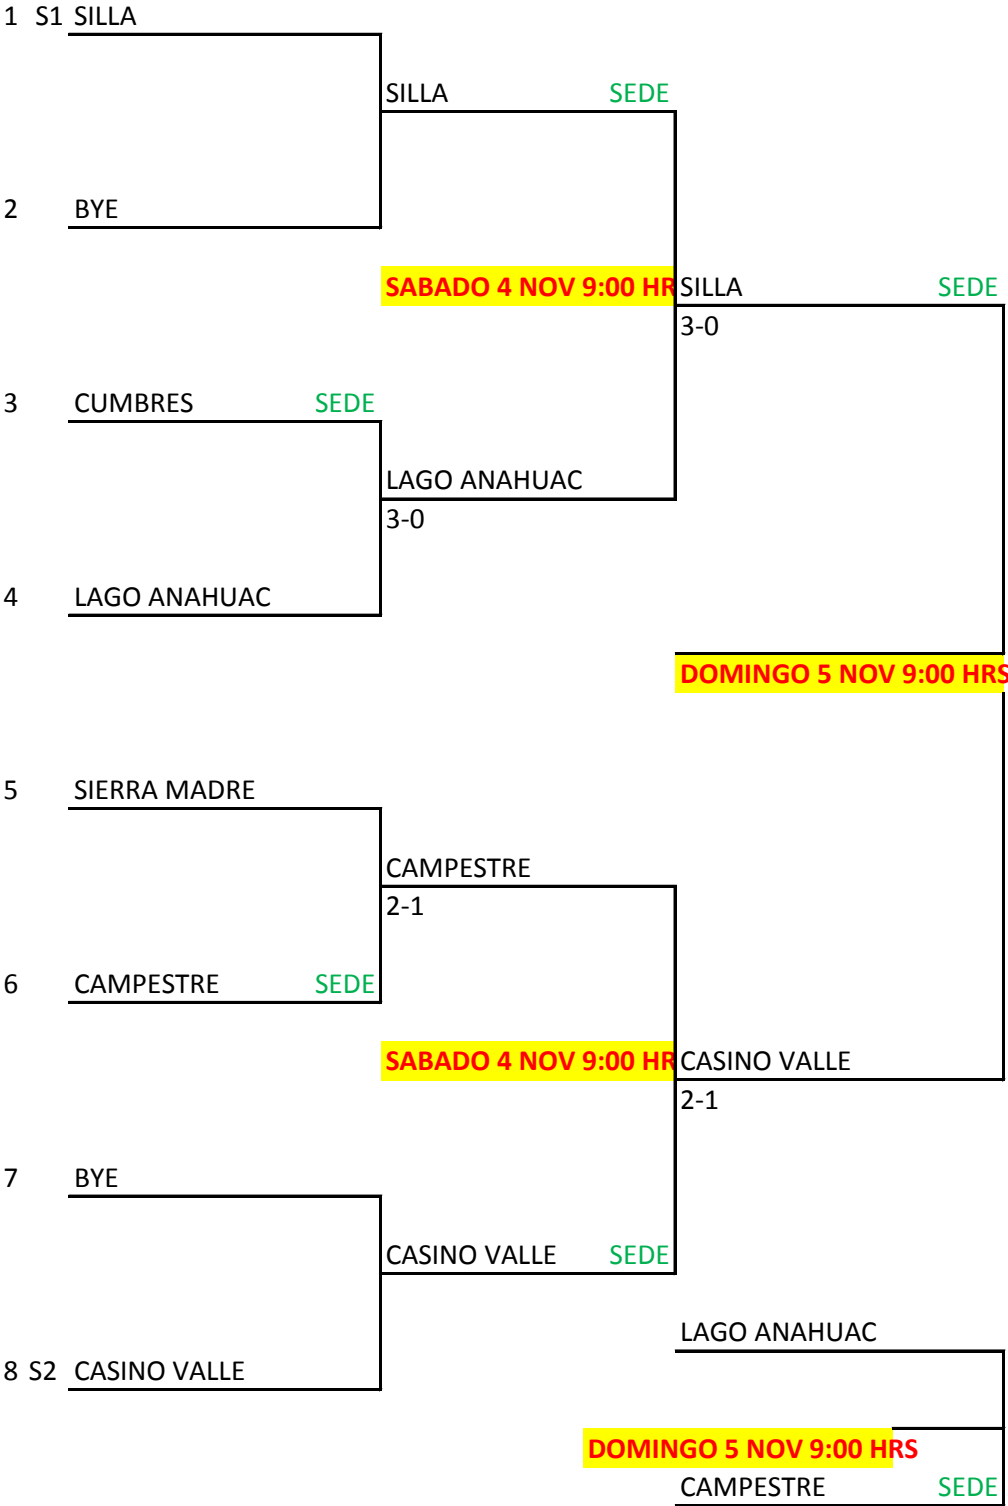 1 S1 SILLA
SILLA SEDE
2 BYE
SABADO 4 NOV 9:00 HR SILLA SEDE
3-0
3 CUMBRES SEDE
LAGO ANAHUAC
3-0
4 LAGO ANAHUAC
DOMINGO 5 NOV 9:00 HRS
5 SIERRA MADRE
CAMPESTRE
2-1
6 CAMPESTRE SEDE
SABADO 4 NOV 9:00 HR CASINO VALLE
2-1
7 BYE
CASINO VALLE SEDE
LAGO ANAHUAC
8 S2 CASINO VALLE
DOMINGO 5 NOV 9:00 HRS
CAMPESTRE SEDE